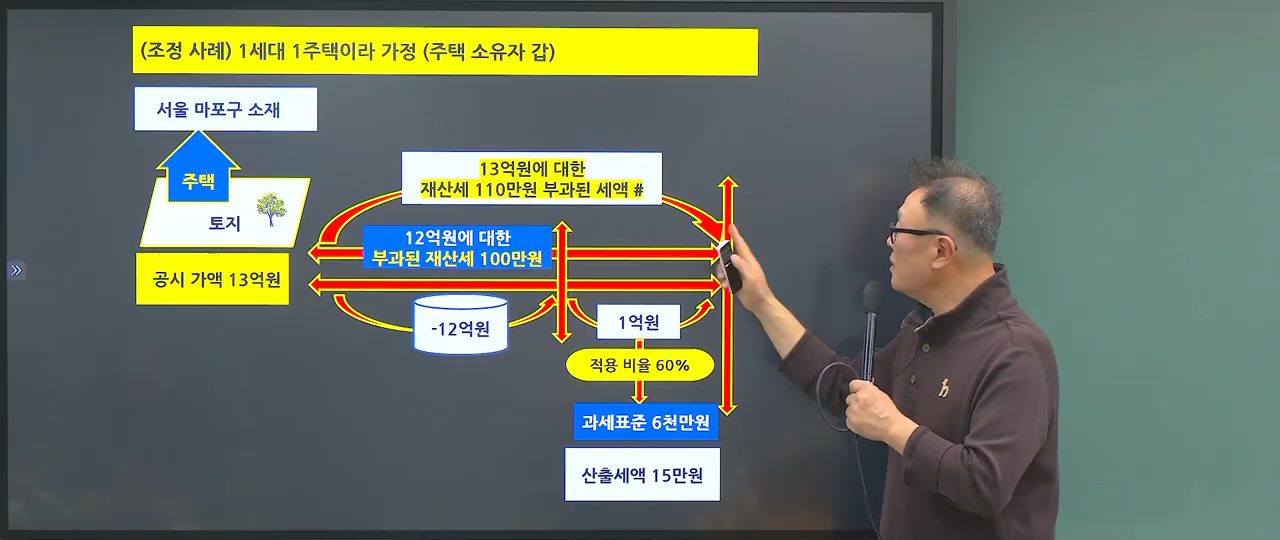 (조정 사례) 1세대 1주택이라 가정 (주택 소유자 갑)
서울 마포구 소재
주택
토지
공시 가액 13억원
13억원에 대한
재산세 110만원 부과된 세액 #
12억원에 대한
부과된 재산세 100만원
-12억원
1억원
적용 비율 60%
과세표준 6천만원
산출세액 15만원